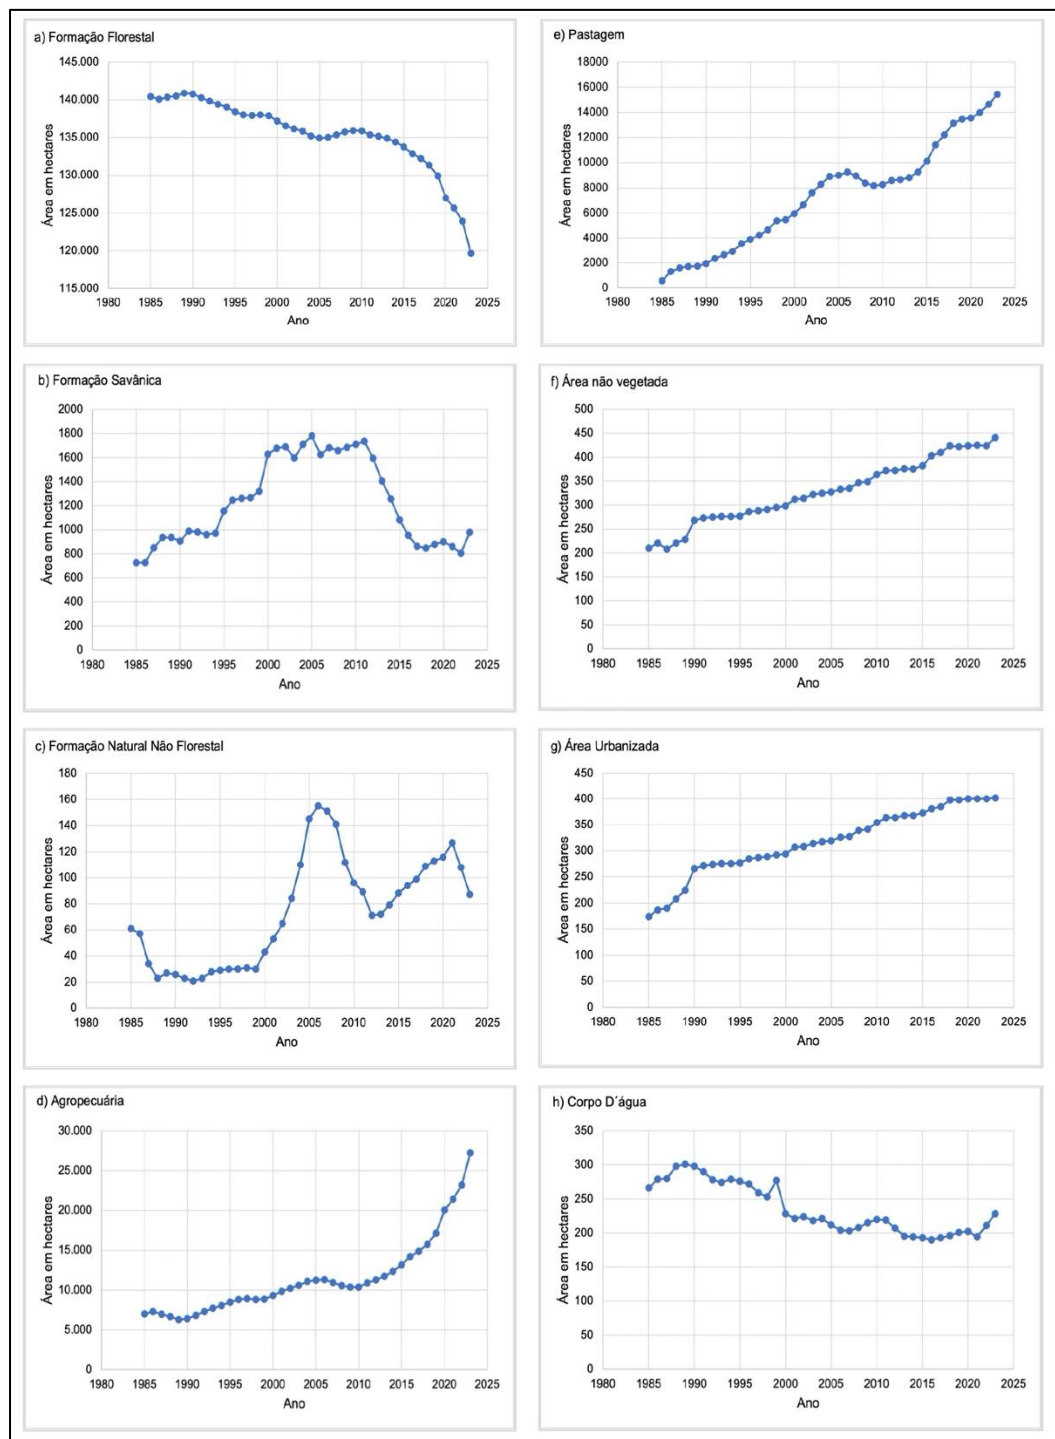 a) Formação Florestal
145.000
140.000
135.000
130.000
125.000
120.000
115.000
1980 1985 1990 1995 2000 2005 2010 2015 2020 2025
Área em hectares
Ano
e) Pastagem
18000
16000
14000
12000
10000
8000
6000
4000
2000
0
1980 1985 1990 1995 2000 2005 2010 2015 2020 2025
Área em hectares
Ano
b) Formação Savânica
2000
1800
1600
1400
1200
1000
800
600
400
200
0
1980 1985 1990 1995 2000 2005 2010 2015 2020 2025
Área em hectares
Ano
f) Área não vegetada
500
450
400
350
300
250
200
150
100
50
0
1980 1985 1990 1995 2000 2005 2010 2015 2020 2025
Área em hectares
Ano
c) Formação Natural Não Florestal
180
160
140
120
100
80
60
40
20
0
1980 1985 1990 1995 2000 2005 2010 2015 2020 2025
Área em hectares
Ano
g) Área Urbanizada
450
400
350
300
250
200
150
100
50
0
1980 1985 1990 1995 2000 2005 2010 2015 2020 2025
Área em hectares
Ano
d) Agropecuária
30.000
25.000
20.000
15.000
10.000
5.000
0
1980 1985 1990 1995 2000 2005 2010 2015 2020 2025
Área em hectares
Ano
h) Corpo D´água
350
300
250
200
150
100
50
0
1980 1985 1990 1995 2000 2005 2010 2015 2020 2025
Área em hectares
Ano